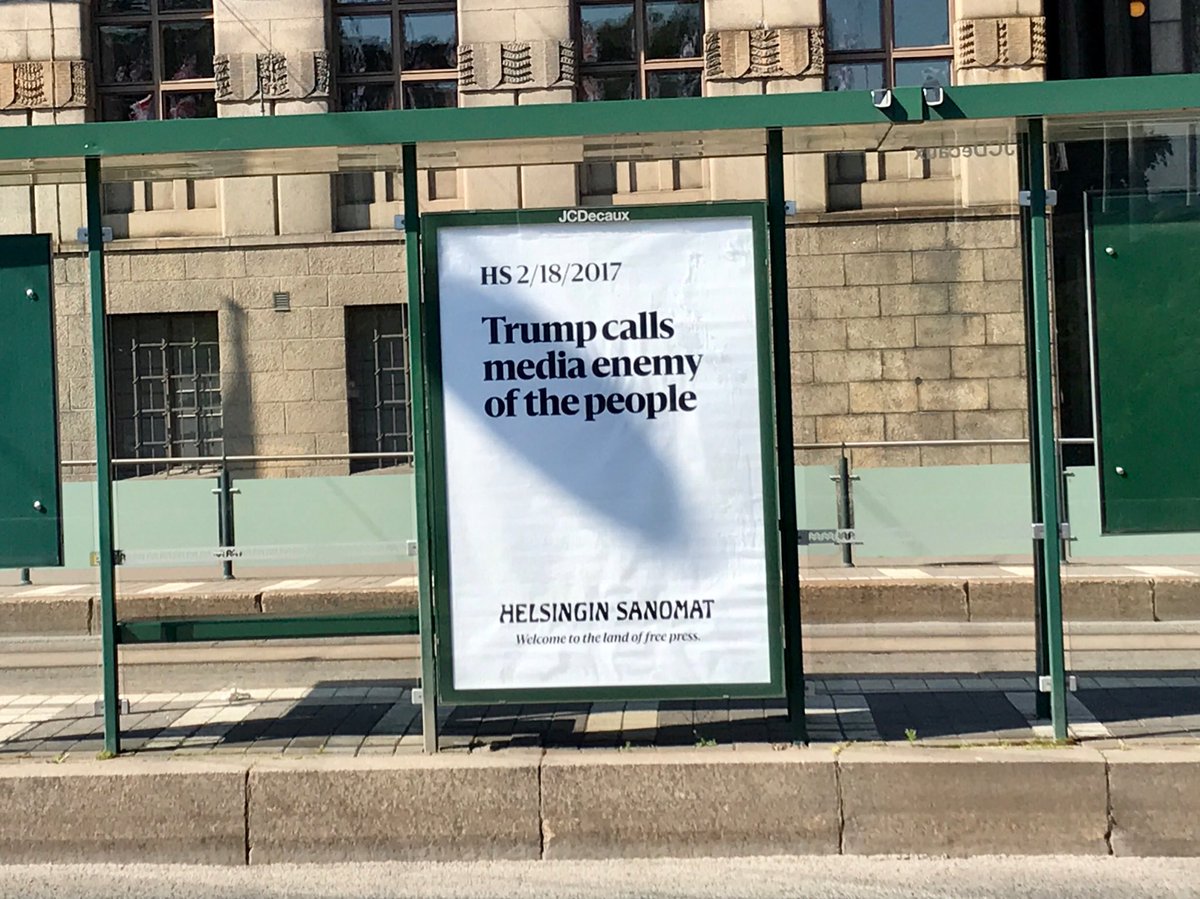 JCDecaux
JCDecaux
HS 2/18/2017
Trump calls
media enemy
of the people
HELSINGIN SANOMAT
Welcome to the land of free press.